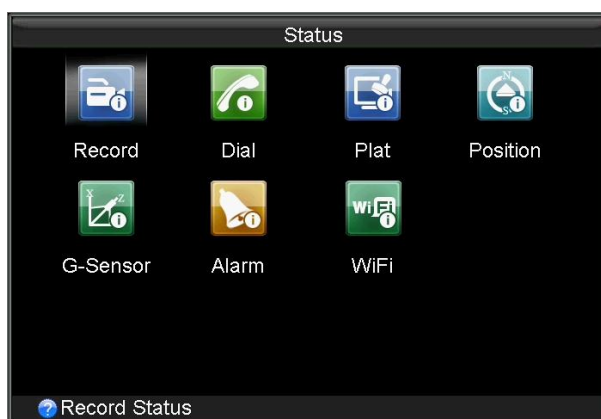 Status
Record Dial Plat Position
G-Sensor Alarm WiFi
Record Status